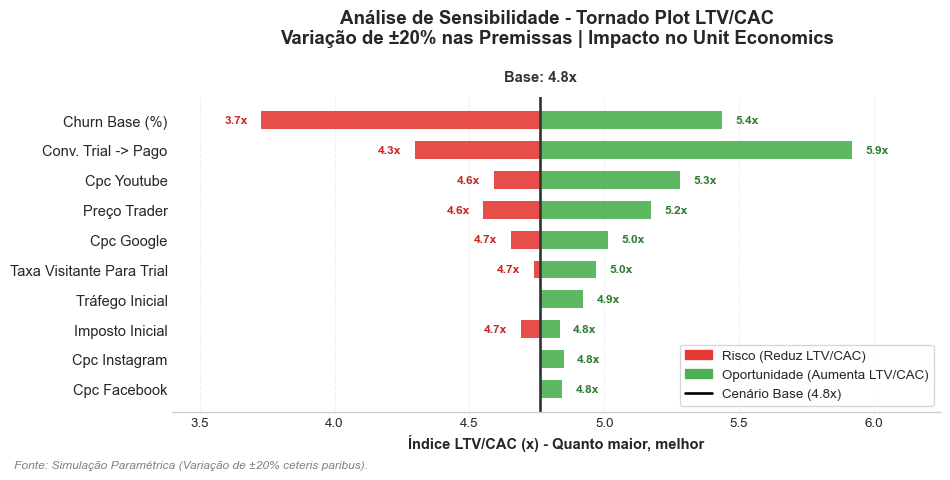 Análise de Sensibilidade - Tornado Plot LTV/CAC
Variação de ±20% nas Premissas | Impacto no Unit Economics
Base: 4.8x
Churn Base (%) 3.7x 5.4x
Conv. Trial -> Pago 4.3x 5.9x
Cpc Youtube 4.6x 5.3x
Preço Trader 4.6x 5.2x
Cpc Google 4.7x 5.0x
Taxa Visitante Para Trial 4.7x 5.0x
Tráfego Inicial 4.9x
Imposto Inicial 4.7x 4.8x
Cpc Instagram 4.8x
Cpc Facebook 4.8x
Risco (Reduz LTV/CAC)
Oportunidade (Aumenta LTV/CAC)
Cenário Base (4.8x)
3.5 4.0 4.5 5.0 5.5 6.0
Índice LTV/CAC (x) - Quanto maior, melhor
Fonte: Simulação Paramétrica (Variação de ±20% ceteris paribus).